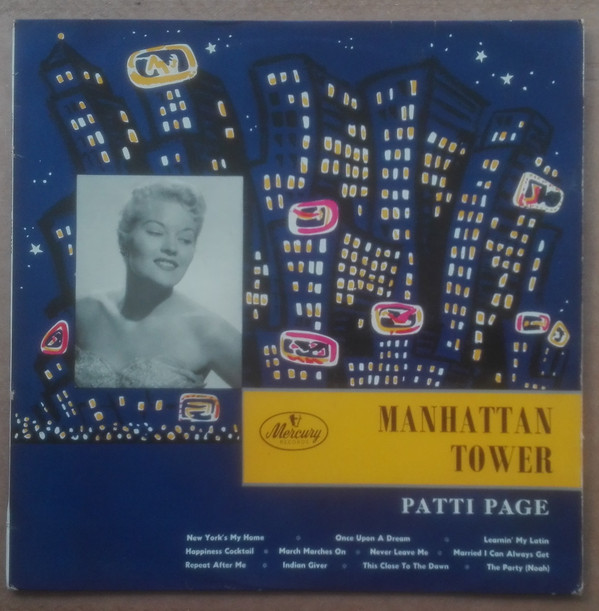 Mercury
RECORDS
MANHATTAN
TOWER
PATTI PAGE
New York's My Home • Once Upon A Dream • Learnin' My Latin
Happiness Cocktail • March Marches On • Never Leave Me • Married I Can Always Get
Repeat After Me • Indian Giver • This Close To The Dawn • The Party (Noah)